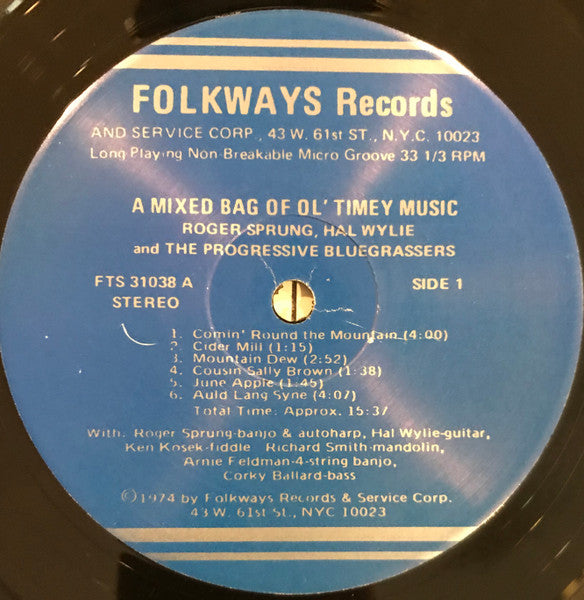 FOLKWAYS Records
AND SERVICE CORP., 43 W. 61st ST., N.Y.C. 10023
Long Playing Non-Breakable Micro Groove 33 1/3 RPM
A MIXED BAG OF OL' TIMEY MUSIC
ROGER SPRUNG, HAL WYLIE
and THE PROGRESSIVE BLUEGRASSERS
FTS 31038 A
STEREO
SIDE 1
1. Comin' Round the Mountain (4:00)
2. Cider Mill (1:15)
3. Mountain Dew (2:52)
4. Cousin Sally Brown (1:38)
5. June Apple (1:45)
6. Auld Lang Syne (4:07)
Total Time: Approx. 15:37
With: Roger Sprung-banjo & autoharp, Hal Wylie-guitar,
Ken Kosek-fiddle Richard Smith-mandolin,
Arnie Feldman-4-string banjo,
Corky Ballard-bass
©1974 by Folkways Records & Service Corp.
43 W. 61st St., NYC 10023